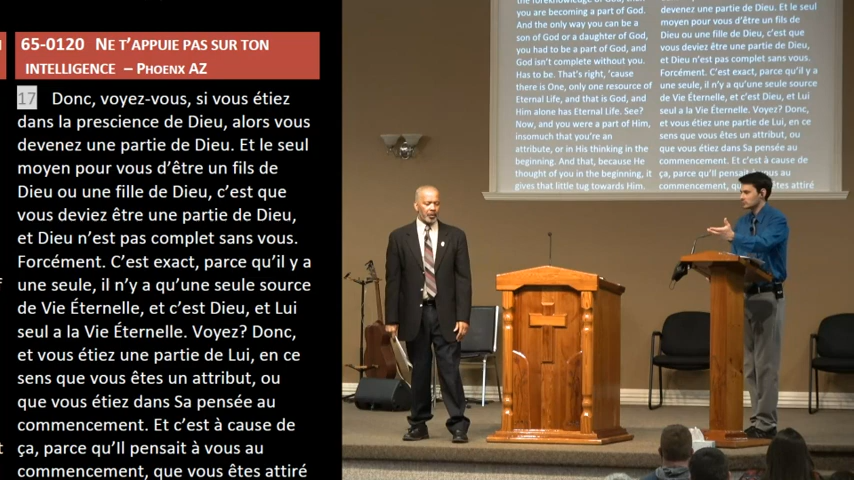 65-0120 NE T'APPUIE PAS SUR TON
INTELLIGENCE – PHOENX AZ
17 Donc, voyez-vous, si vous étiez
dans la prescience de Dieu, alors vous
devenez une partie de Dieu. Et le seul
moyen pour vous d'être un fils de
Dieu ou une fille de Dieu, c'est que
vous deviez être une partie de Dieu,
et Dieu n'est pas complet sans vous.
Forcément. C'est exact, parce qu'il y a
une seule, il n'y a qu'une seule source
de Vie Éternelle, et c'est Dieu, et Lui
seul a la Vie Éternelle. Voyez? Donc,
et vous étiez une partie de Lui, en ce
sens que vous êtes un attribut, ou
que vous étiez dans Sa pensée au
commencement. Et c'est à cause de
ça, parce qu'Il pensait à vous au
commencement, que vous êtes attiré
you are becoming a part of God.
And the only way you can be a
son of God or a daughter of God,
you had to be a part of God, and
God isn't complete without you.
Has to be. That's right, 'cause
there is One, only one resource of
Eternal Life, and that is God, and
Him alone has Eternal Life. See?
Now, and you were a part of Him,
insomuch that you're an
attribute, or in His thinking in the
beginning. And that, because He
thought of you in the beginning, it
gives that little tug towards Him.
devenez une partie de Dieu. Et le seul
moyen pour vous d'être un fils de
Dieu ou une fille de Dieu, c'est que
vous deviez être une partie de Dieu,
et Dieu n'est pas complet sans vous.
Forcément. C'est exact, parce qu'il y a
une seule, il n'y a qu'une seule source
de Vie Éternelle, et c'est Dieu, et Lui
seul a la Vie Éternelle. Voyez? Donc,
et vous étiez une partie de Lui, en ce
sens que vous êtes un attribut, ou
que vous étiez dans Sa pensée au
commencement. Et c'est à cause de
ça, parce qu'Il pensait à vous au
commencement, que vous êtes attiré